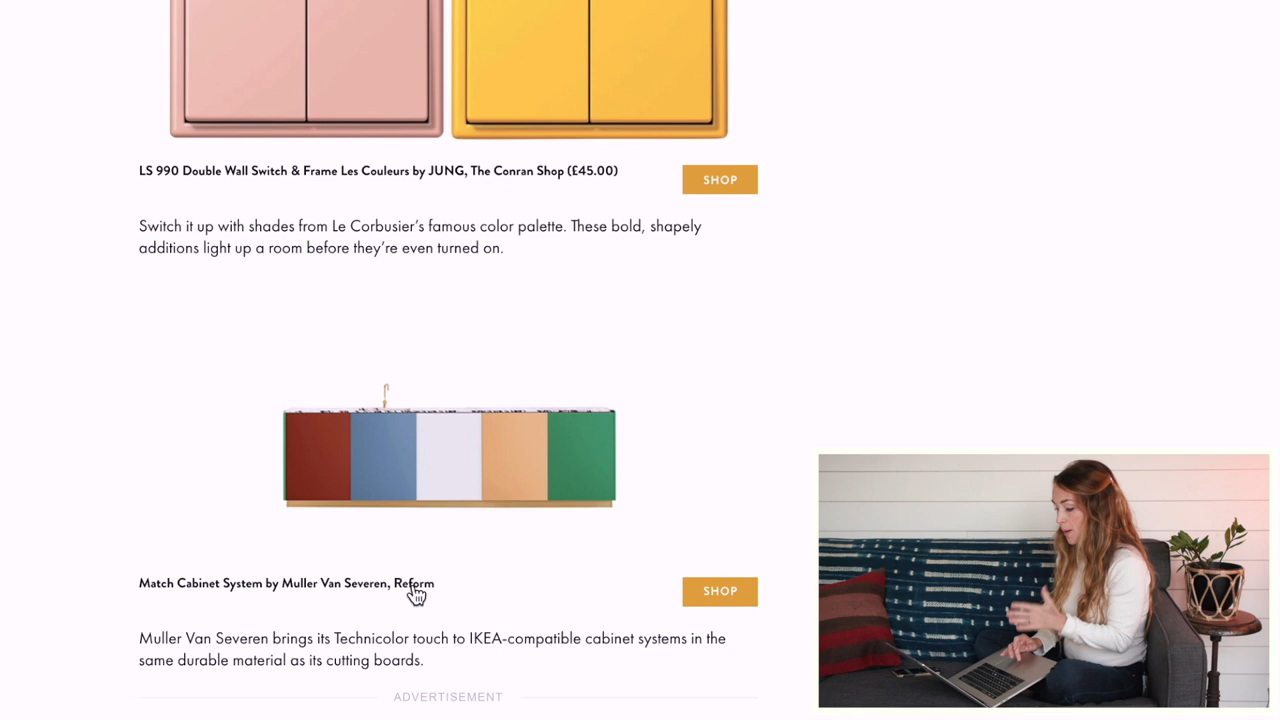 LS 990 Double Wall Switch & Frame Les Couleurs by JUNG, The Conran Shop (£45.00)
SHOP
Switch it up with shades from Le Corbusier’s famous color palette. These bold, shapely
additions light up a room before they’re even turned on.
Match Cabinet System by Muller Van Severen, Reform
SHOP
Muller Van Severen brings its Technicolor touch to IKEA-compatible cabinet systems in the
same durable material as its cutting boards.
ADVERTISEMENT